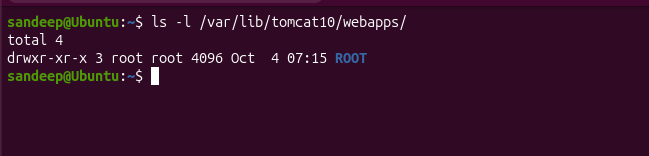 sandeep@Ubuntu:~$ ls -l /var/lib/tomcat10/webapps/
total 4
drwxr-xr-x 3 root root 4096 Oct  4 07:15 ROOT
sandeep@Ubuntu:~$